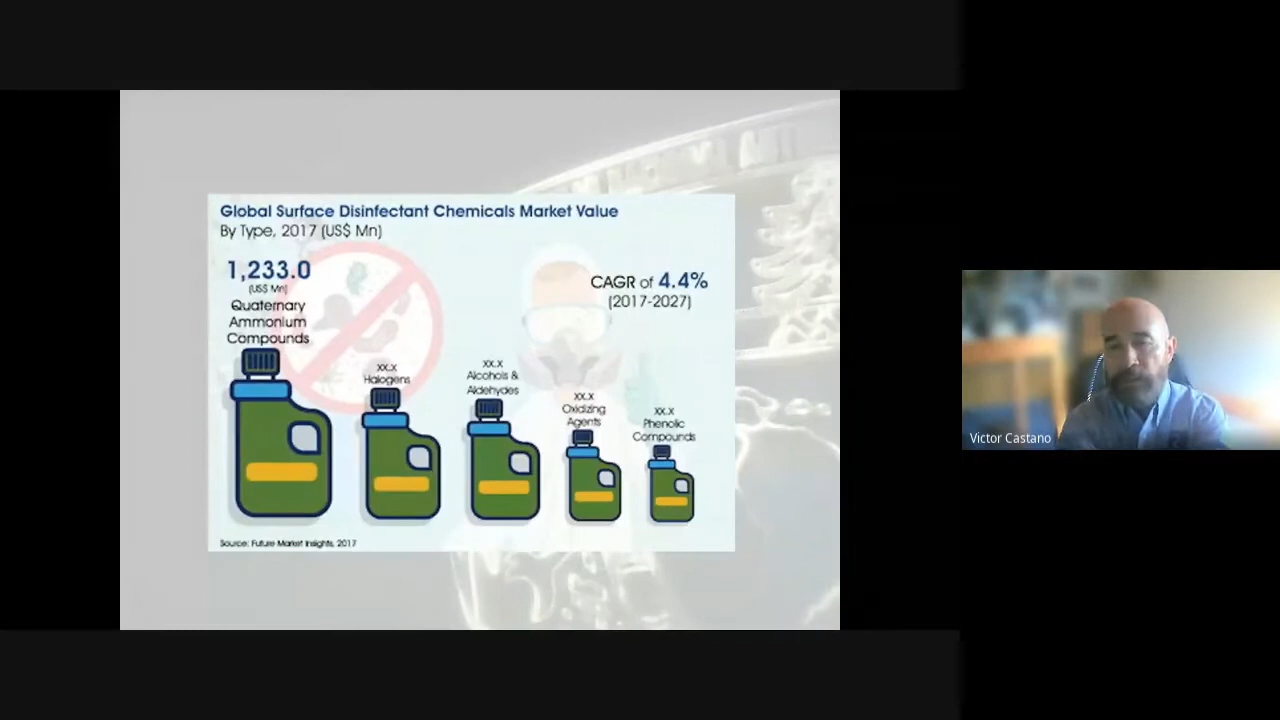 Global Surface Disinfectant Chemicals Market Value
By Type, 2017 (US$ Mn)
1,233.0
(US$ Mn)
Quaternary
Ammonium
Compounds
xx.x
Halogens
xx.x
Alcohols &
Aldehydes
xx.x
Oxidizing
Agents
xx.x
Phenolic
Compounds
CAGR of 4.4%
(2017-2027)
Source: Future Market Insights, 2017
Victor Castano